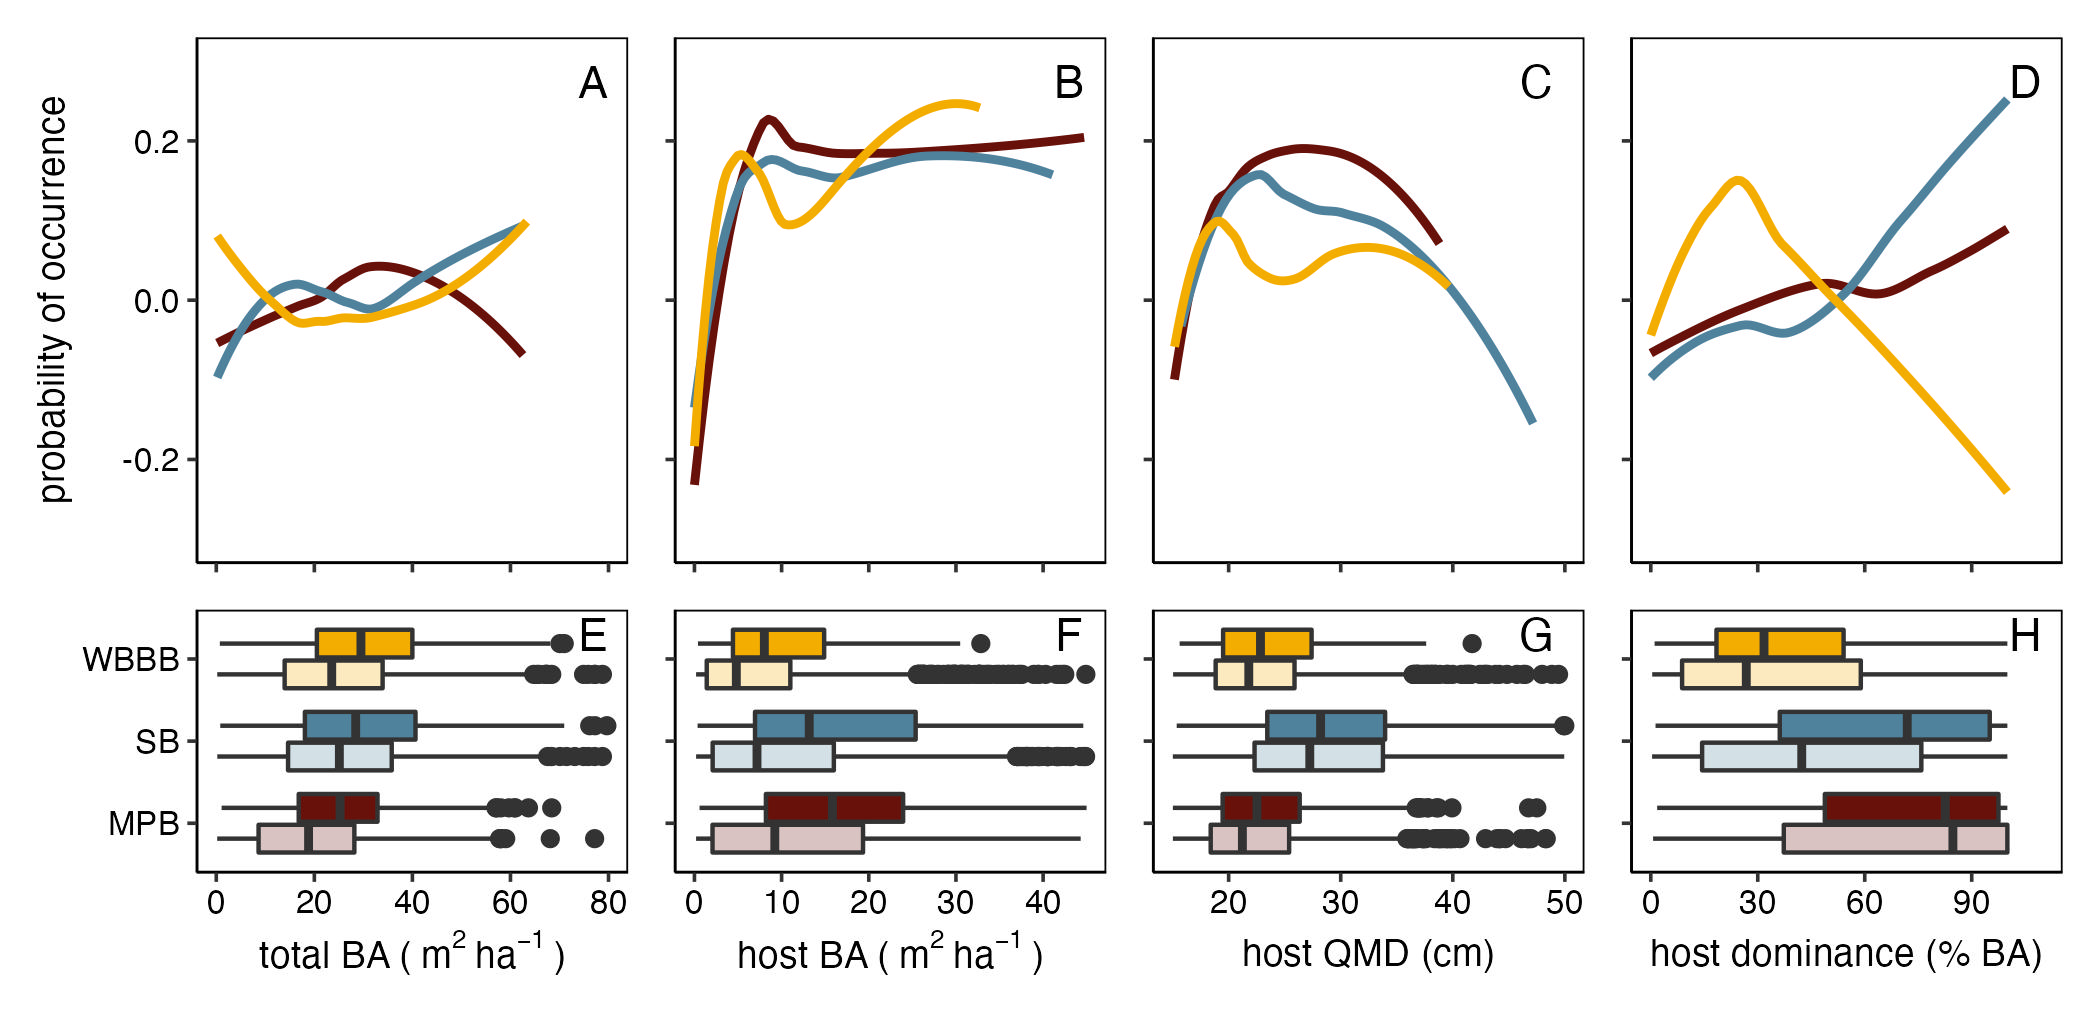 A B C D
probability of occurrence
0.2
0.0
-0.2
E F G H
WBBB
SB
MPB
0 20 40 60 80 0 10 20 30 40 20 30 40 50 0 30 60 90
total BA ( m² ha⁻¹ ) host BA ( m² ha⁻¹ ) host QMD (cm) host dominance (% BA)